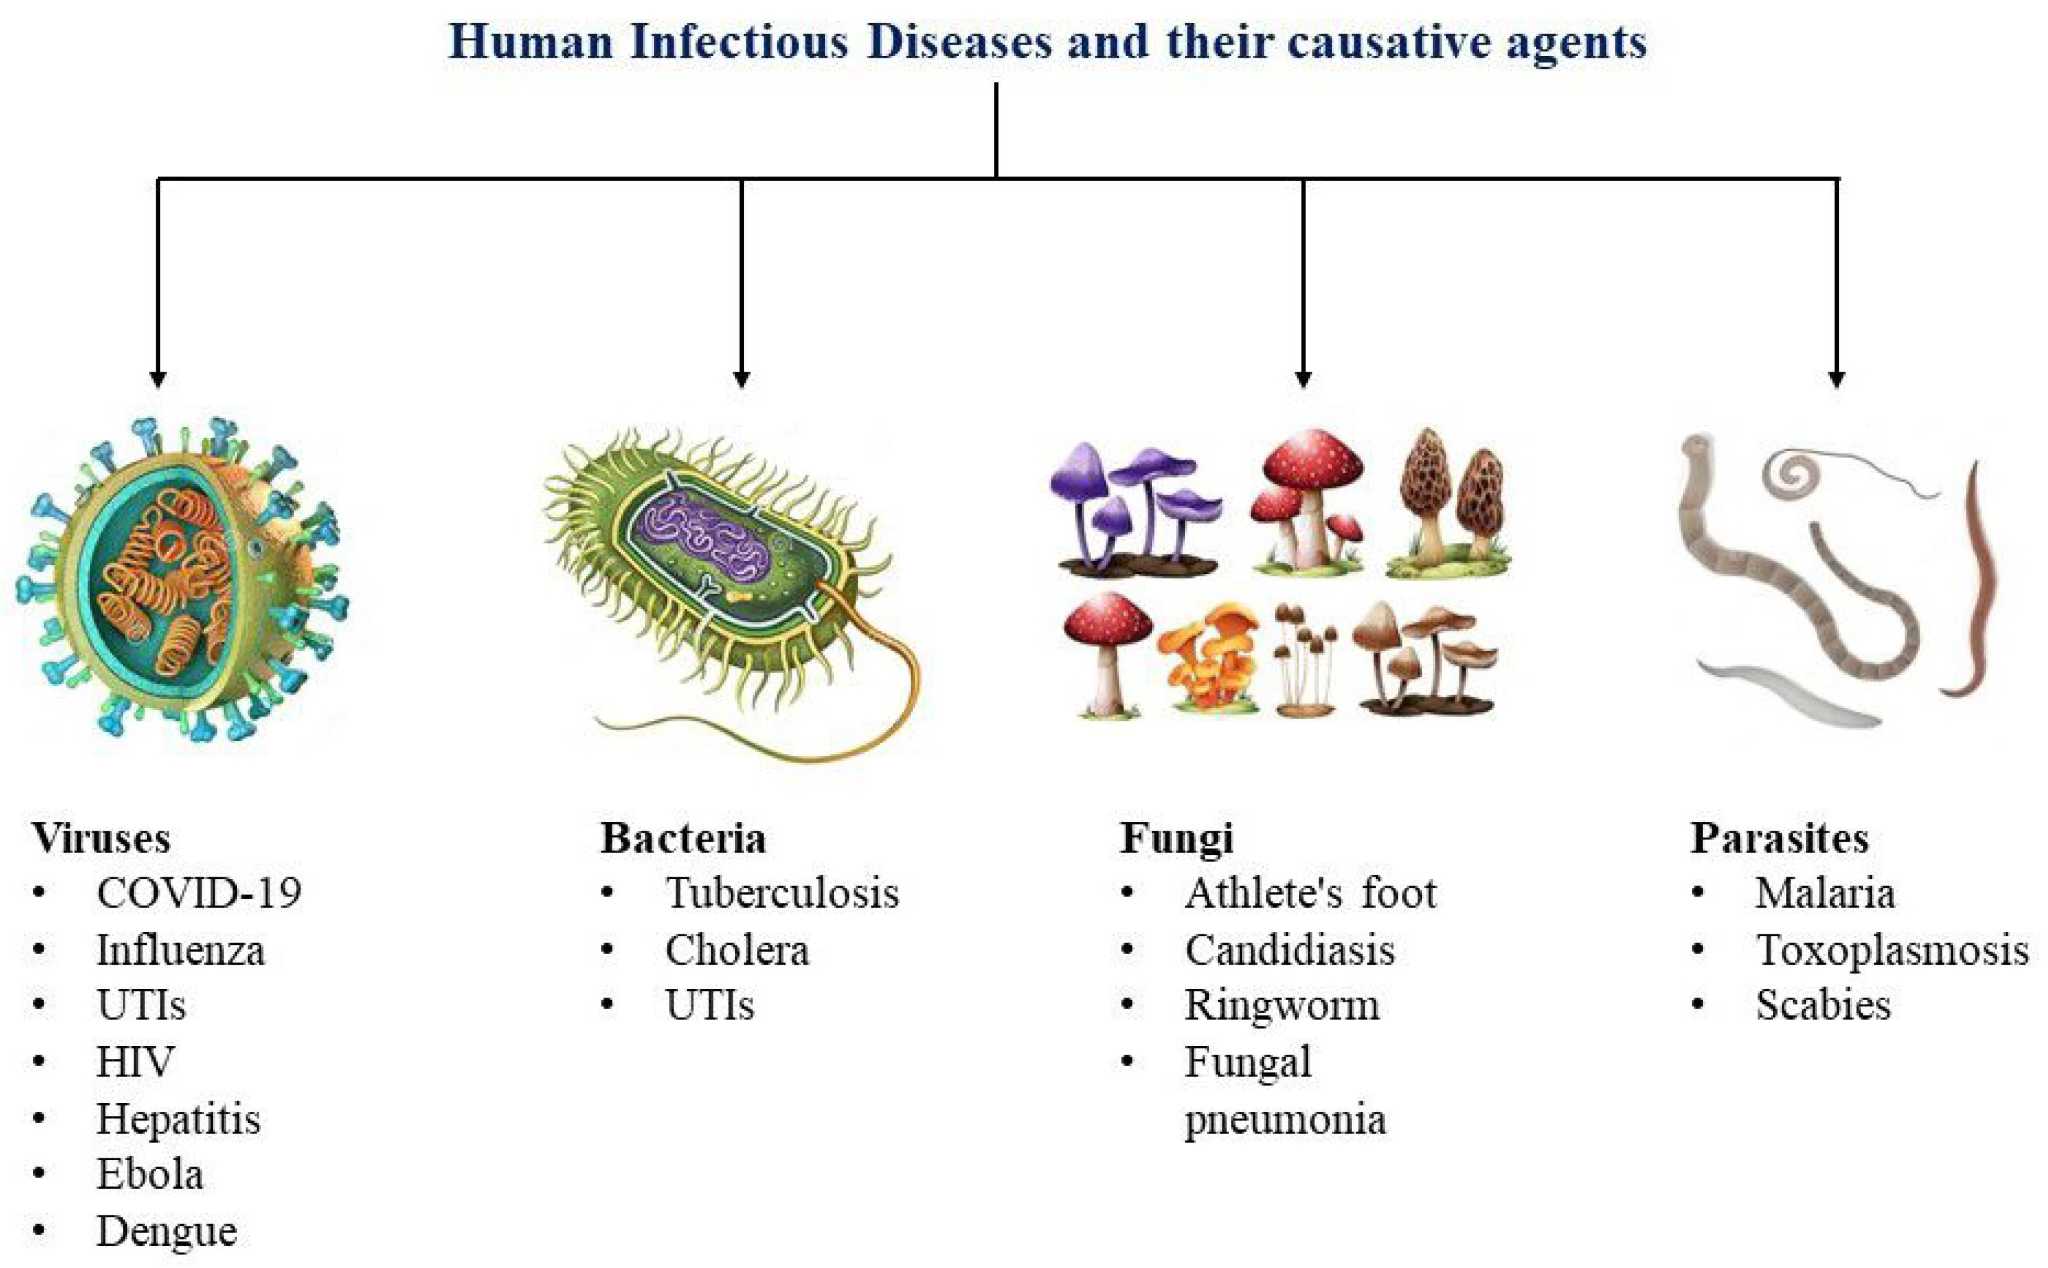 Human Infectious Diseases and their causative agents
Viruses
• COVID-19
• Influenza
• UTIs
• HIV
• Hepatitis
• Ebola
• Dengue
Bacteria
• Tuberculosis
• Cholera
• UTIs
Fungi
• Athlete's foot
• Candidiasis
• Ringworm
• Fungal
pneumonia
Parasites
• Malaria
• Toxoplasmosis
• Scabies